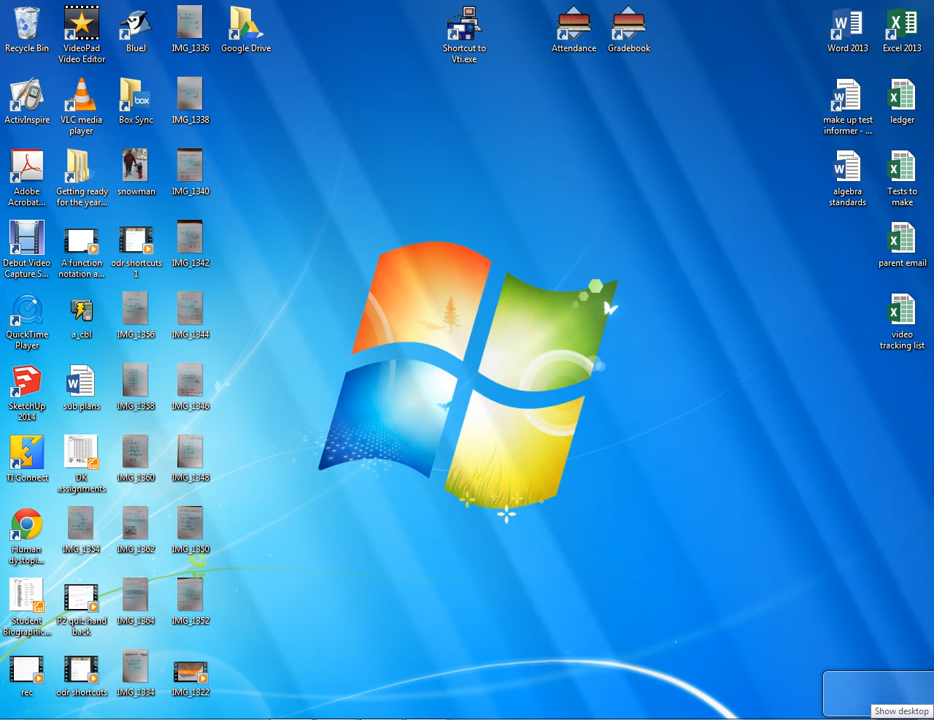 Recycle Bin
VideoPad
Video Editor
BlueJ
IMG_1336
Google Drive
Shortcut to
Vti.exe
Attendance
Gradebook
Word 2013
Excel 2013
ActivInspire
VLC media
player
Box Sync
IMG_1338
make up test
informer - ...
ledger
Adobe
Acrobat...
Getting ready
for the year...
snowman
IMG_1340
algebra
standards
Tests to
make
Debut Video
Capture S...
A function
notation a...
odr shortcuts
1
IMG_1342
parent email
QuickTime
Player
a_cbl
IMG_1356
IMG_1344
video
tracking list
SketchUp
2014
sub plans
IMG_1358
IMG_1346
TI Connect
DK
assignments
IMG_1360
IMG_1348
Human
dystopi...
IMG_1354
IMG_1362
IMG_1350
Student
Biographic...
P2 quiz hand
back
IMG_1364
IMG_1352
rec
odr shortcuts
IMG_1334
IMG_1322
Show desktop